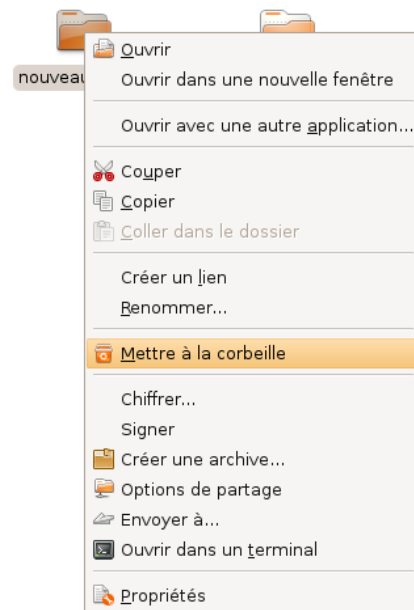 nouveau
Ouvrir
Ouvrir dans une nouvelle fenêtre
Ouvrir avec une autre application...
Couper
Copier
Coller dans le dossier
Créer un lien
Renommer...
Mettre à la corbeille
Chiffrer...
Signer
Créer une archive...
Options de partage
Envoyer à...
Ouvrir dans un terminal
Propriétés